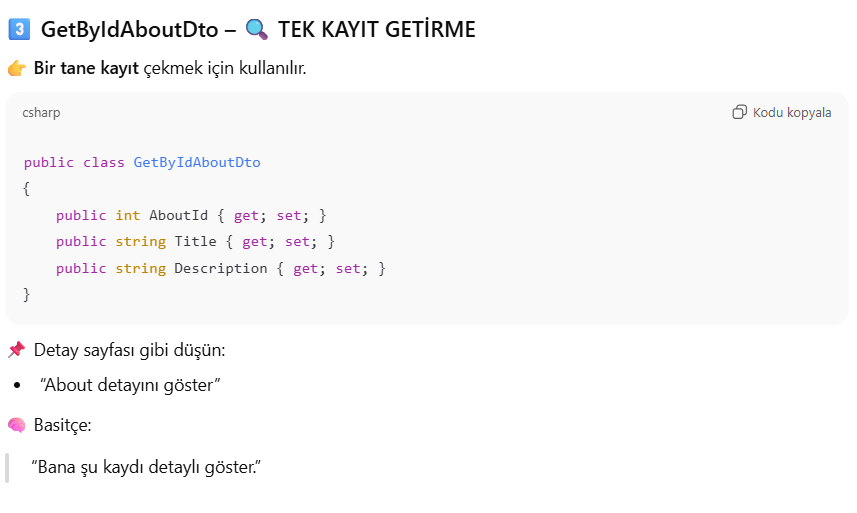 3 GetByIdAboutDto – 🔍 TEK KAYIT GETİRME
👉 Bir tane kayıt çekmek için kullanılır.
csharp Kodu kopyala
public class GetByIdAboutDto
{
    public int AboutId { get; set; }
    public string Title { get; set; }
    public string Description { get; set; }
}
📌 Detay sayfası gibi düşün:
• “About detayını göster”
🧠 Basitçe:
“Bana şu kaydı detaylı göster.”